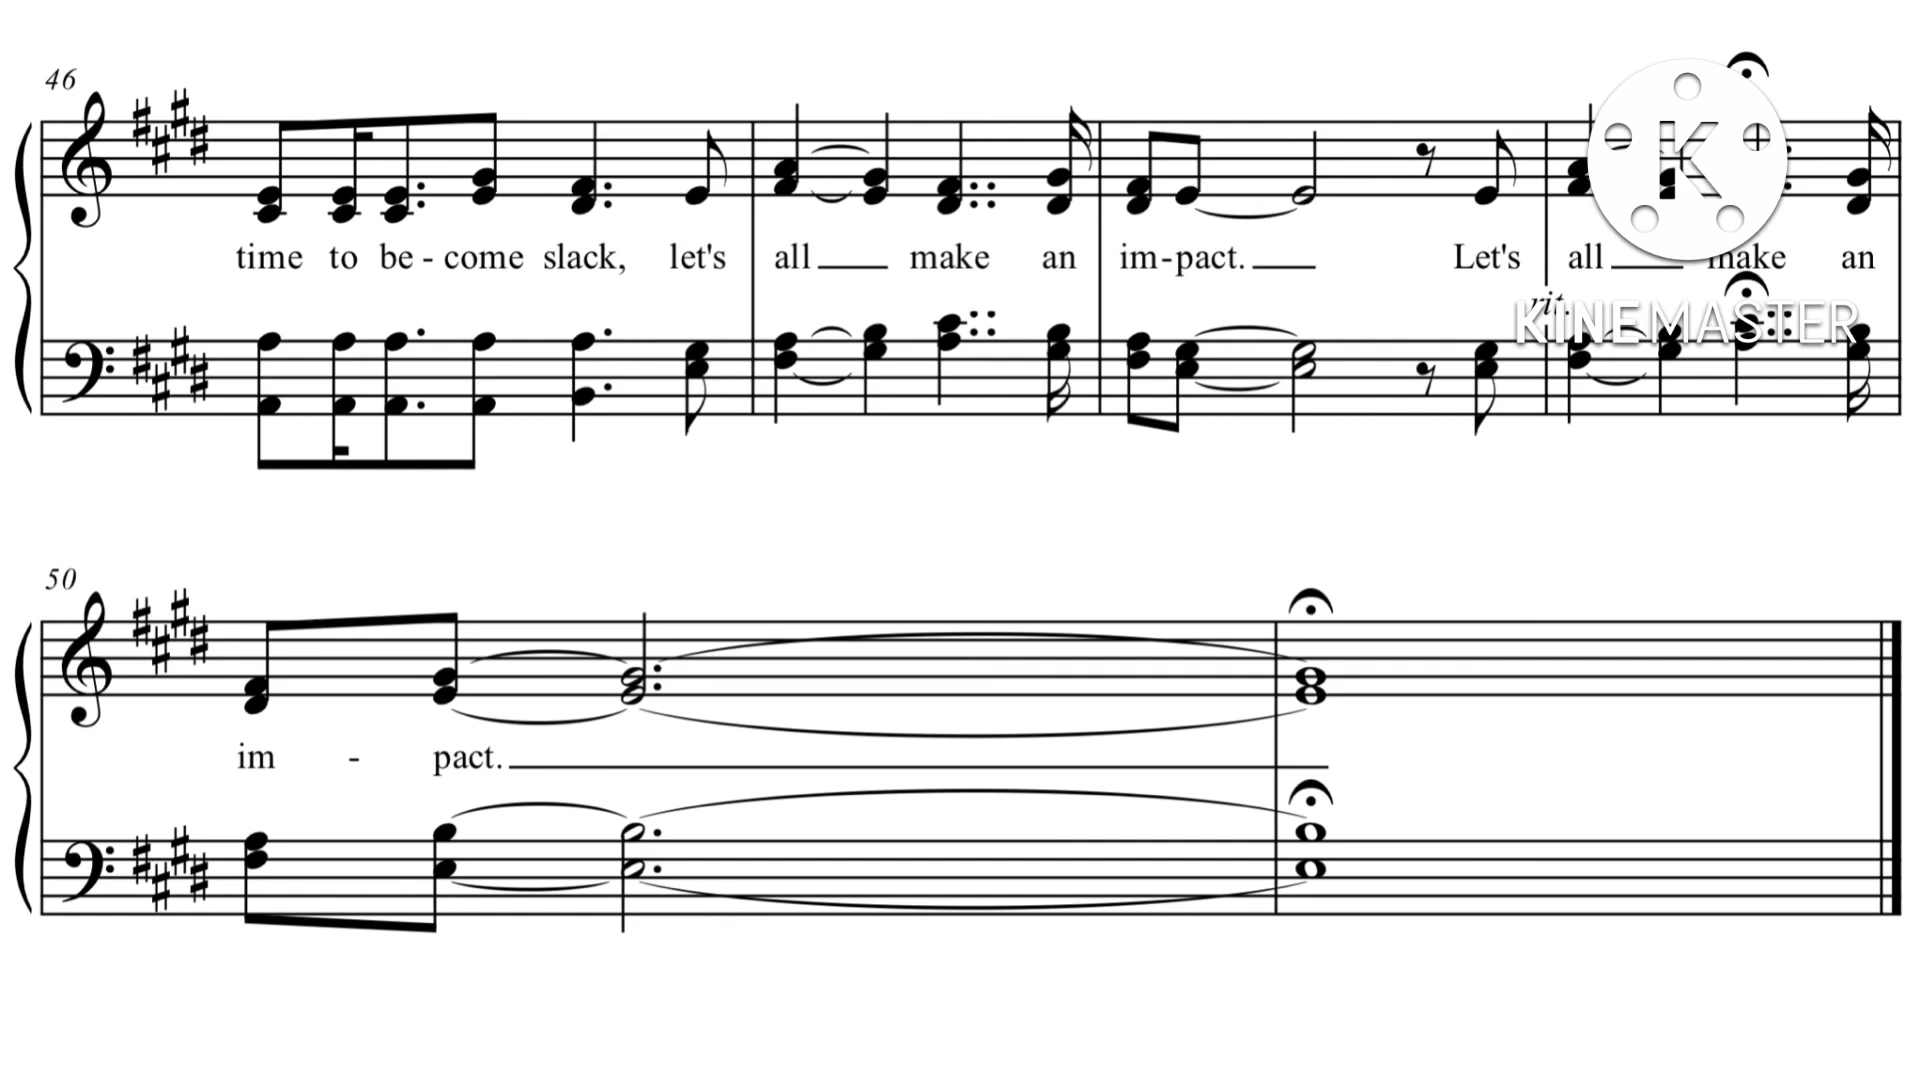 46
time to be - come slack, let's all make an im-pact. Let's all make an
rit.
KINEMASTER
50
im - pact.